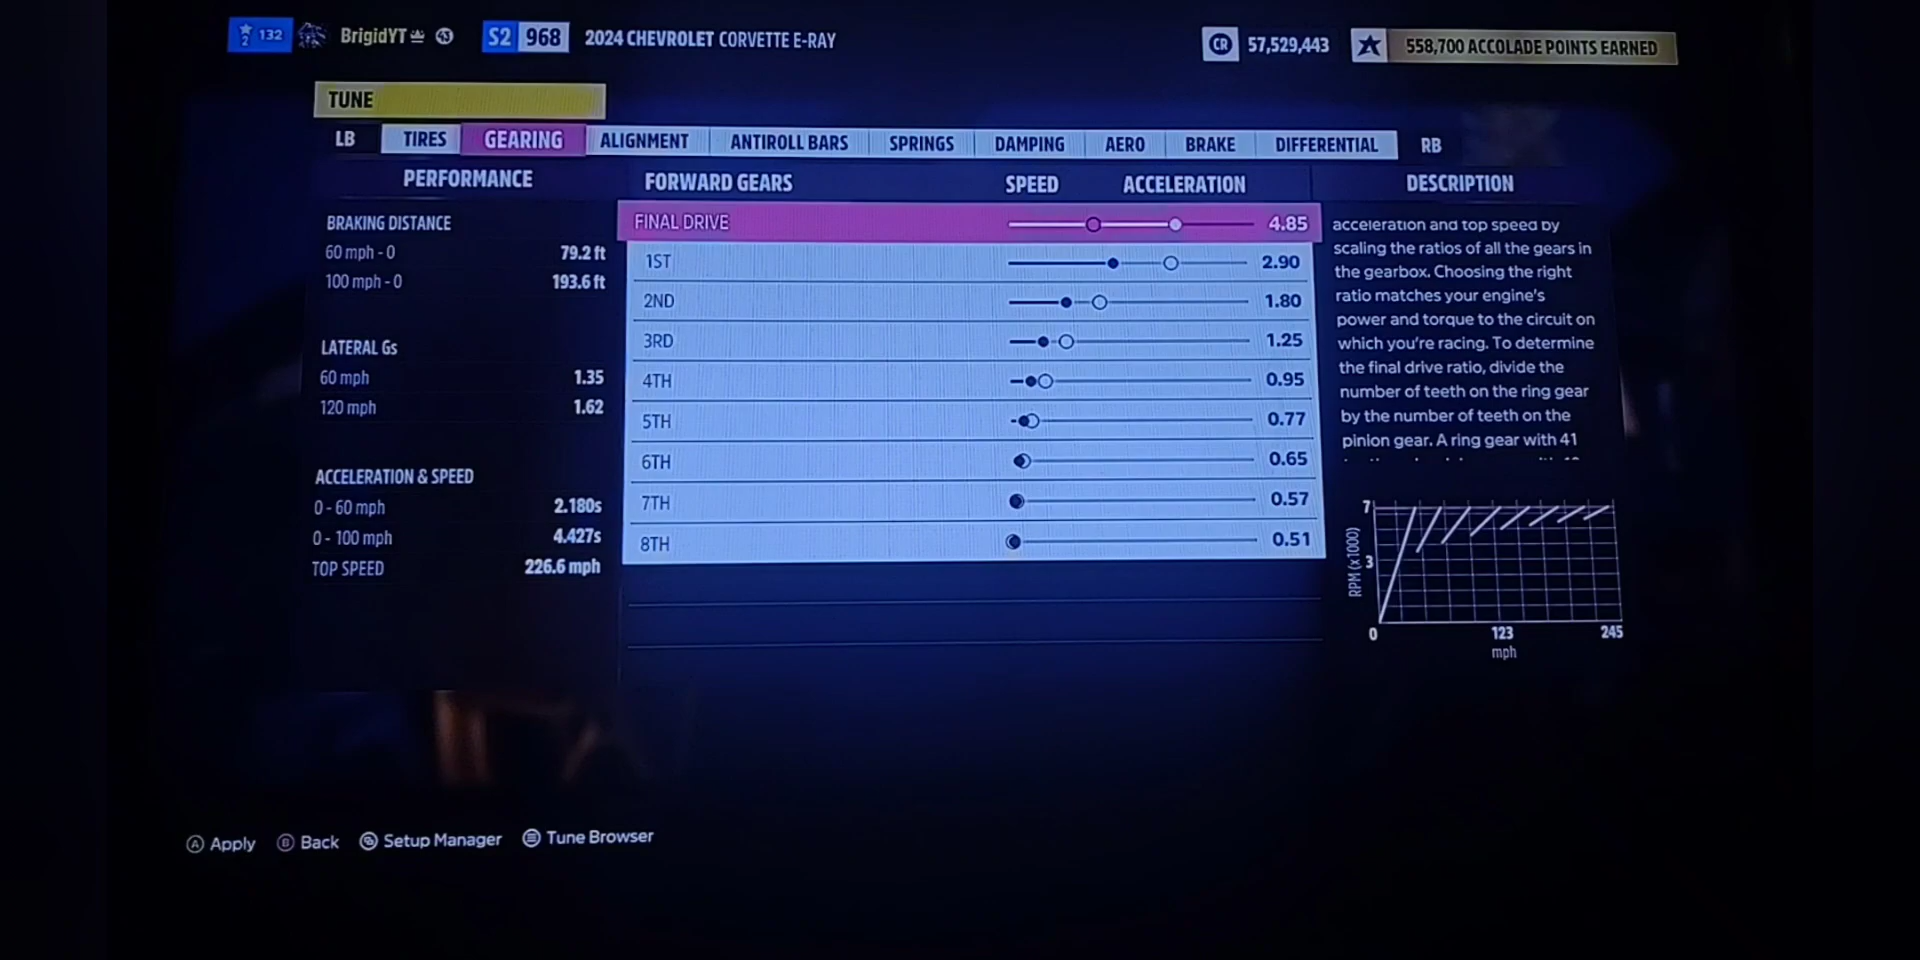 2 132 BrigidYT S2 968 2024 CHEVROLET CORVETTE E-RAY CR 57,529,443 558,700 ACCOLADE POINTS EARNED
TUNE
LB TIRES GEARING ALIGNMENT ANTIROLL BARS SPRINGS DAMPING AERO BRAKE DIFFERENTIAL RB
PERFORMANCE
BRAKING DISTANCE
60 mph - 0 79.2 ft
100 mph - 0 193.6 ft
LATERAL Gs
60 mph 1.35
120 mph 1.62
ACCELERATION & SPEED
0 - 60 mph 2.180s
0 - 100 mph 4.427s
TOP SPEED 226.6 mph
FORWARD GEARS SPEED ACCELERATION
FINAL DRIVE 4.85
1ST 2.90
2ND 1.80
3RD 1.25
4TH 0.95
5TH 0.77
6TH 0.65
7TH 0.57
8TH 0.51
DESCRIPTION
acceleration and top speed by
scaling the ratios of all the gears in
the gearbox. Choosing the right
ratio matches your engine's
power and torque to the circuit on
which you're racing. To determine
the final drive ratio, divide the
number of teeth on the ring gear
by the number of teeth on the
pinion gear. A ring gear with 41
7
RPM (x1000)
3
0 123 245
mph
A Apply B Back Setup Manager Tune Browser